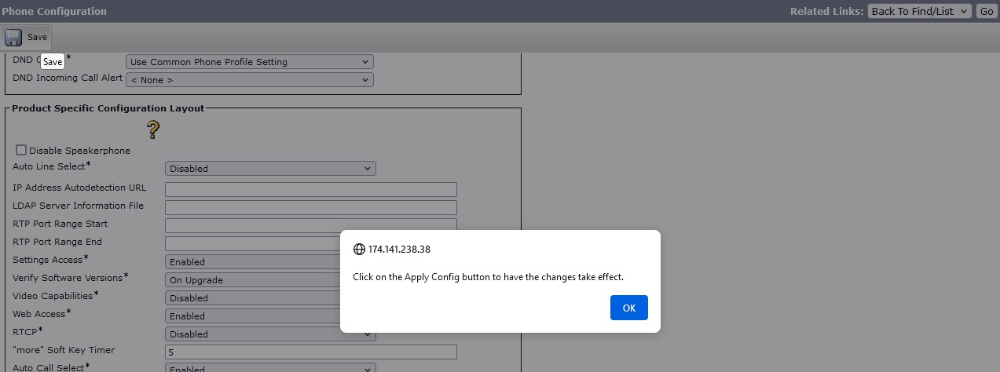 Phone Configuration
Related Links: Back To Find/List Go
Save
DND Use Common Phone Profile Setting
Save
DND Incoming Call Alert < None >
Product Specific Configuration Layout
?
Disable Speakerphone
Auto Line Select* Disabled
IP Address Autodetection URL
LDAP Server Information File
RTP Port Range Start
RTP Port Range End
Settings Access* Enabled
Verify Software Versions* On Upgrade
Video Capabilities* Disabled
Web Access* Enabled
RTCP* Disabled
"more" Soft Key Timer 5
Auto Call Select* Enabled
174.141.238.38
Click on the Apply Config button to have the changes take effect.
OK